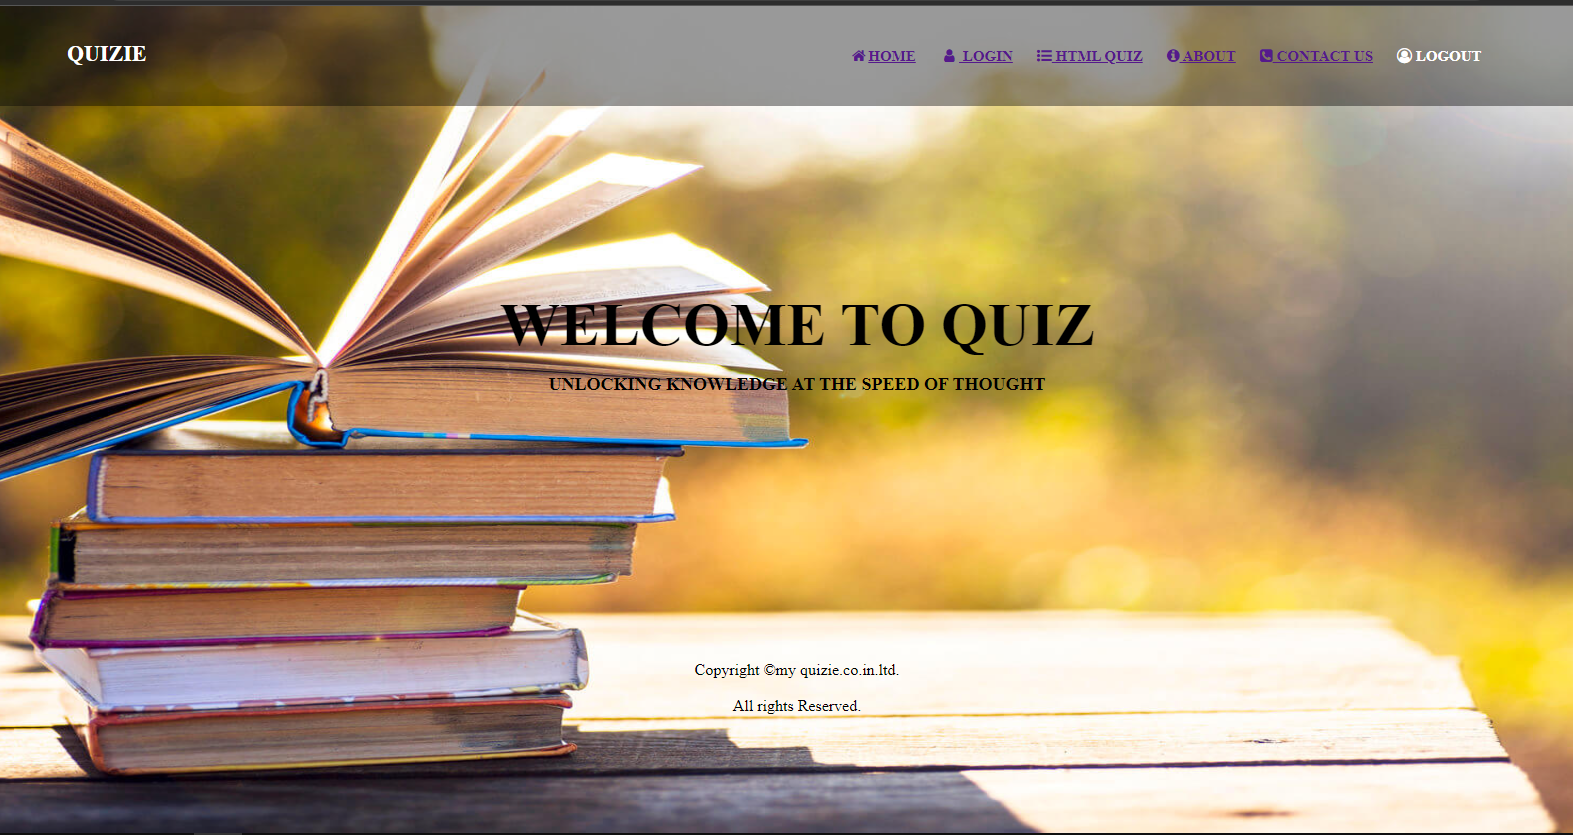 QUIZIE
HOME LOGIN HTML QUIZ ABOUT CONTACT US LOGOUT
WELCOME TO QUIZ
UNLOCKING KNOWLEDGE AT THE SPEED OF THOUGHT
Copyright ©my quizie.co.in.ltd.
All rights Reserved.